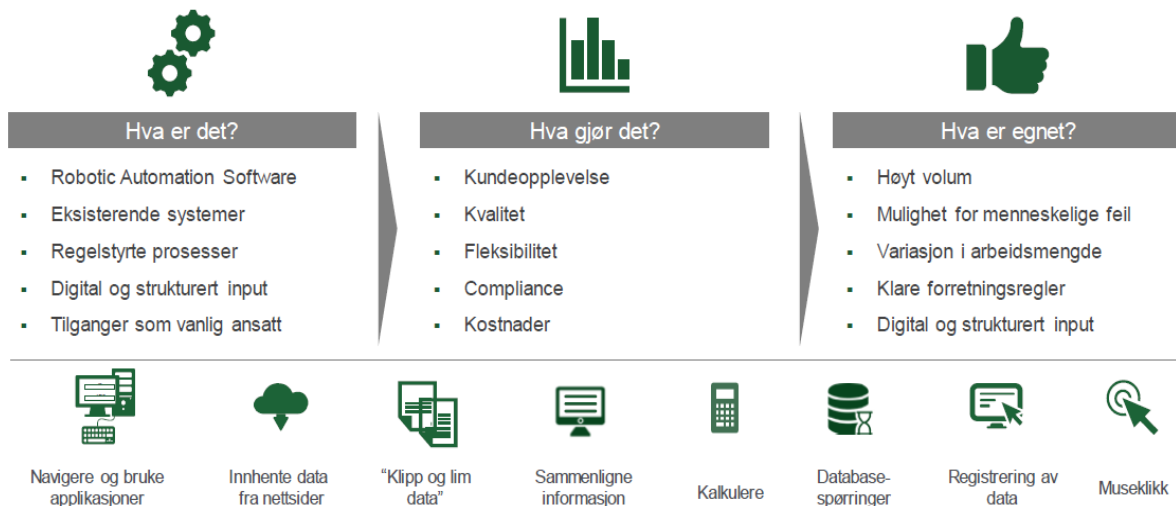 Hva er det?
Robotic Automation Software
Eksisterende systemer
Regelstyrte prosesser
Digital og strukturert input
Tilganger som vanlig ansatt
Hva gjør det?
Kundeopplevelse
Kvalitet
Fleksibilitet
Compliance
Kostnader
Hva er egnet?
Høyt volum
Mulighet for menneskelige feil
Variasjon i arbeidsmengde
Klare forretningsregler
Digital og strukturert input
Navigere og bruke
applikasjoner
Innhente data
fra nettsider
“Klipp og lim
data”
Sammenligne
informasjon
Kalkulere
Database-
spørringer
Registrering av
data
Museklikk